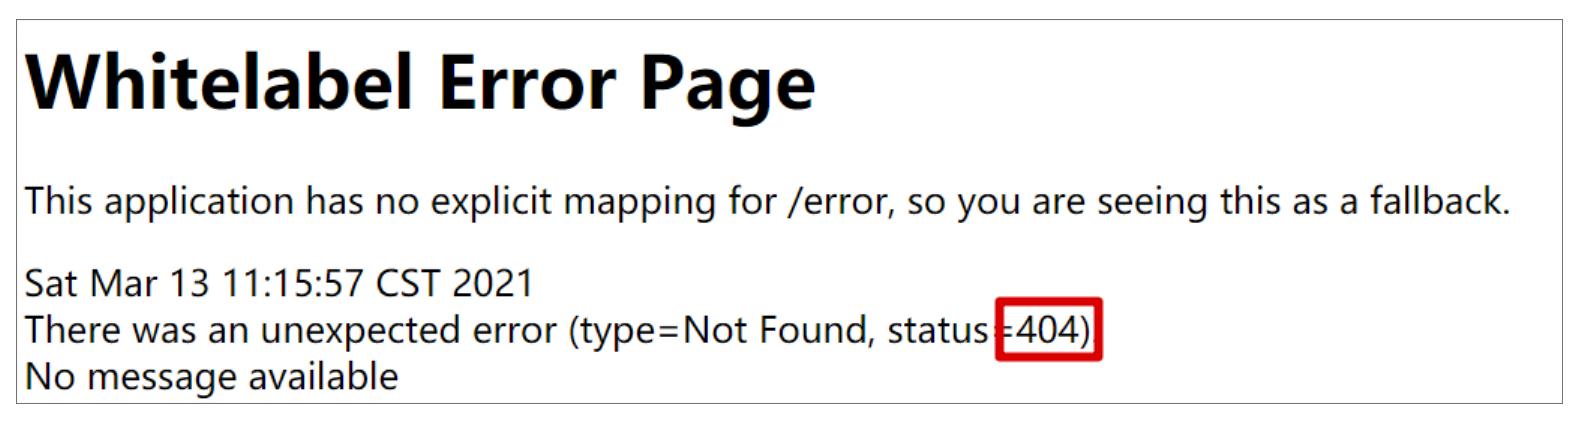 Whitelabel Error Page
This application has no explicit mapping for /error, so you are seeing this as a fallback.
Sat Mar 13 11:15:57 CST 2021
There was an unexpected error (type=Not Found, status=404).
No message available